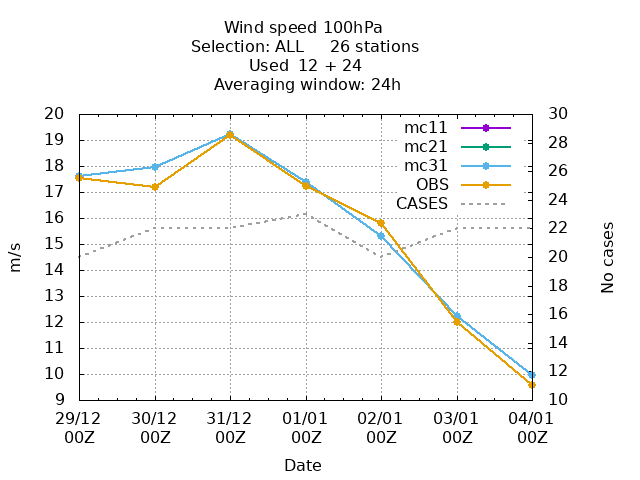 Wind speed 100hPa
Selection: ALL     26 stations
Used  12 + 24
Averaging window: 24h
20 30
19 28
18 26
17 24
16 22
15 20
14 18
13 16
12 14
11 12
10 10
9
mc11
mc21
mc31
OBS
CASES
m/s
No cases
29/12 30/12 31/12 01/01 02/01 03/01 04/01
00Z 00Z 00Z 00Z 00Z 00Z 00Z
Date